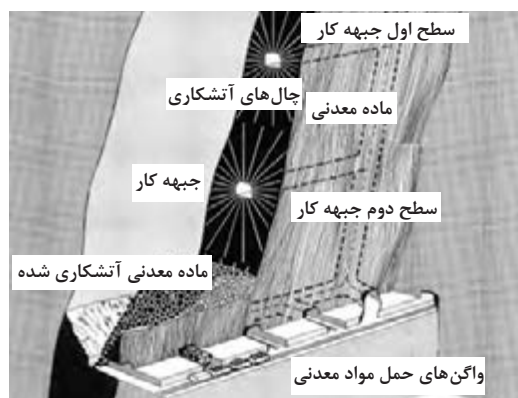 سطح اول جبهه کار
چال‌های آتشکاری
ماده معدنی
جبهه کار
سطح دوم جبهه کار
ماده معدنی آتشکاری شده
واگن‌های حمل مواد معدنی